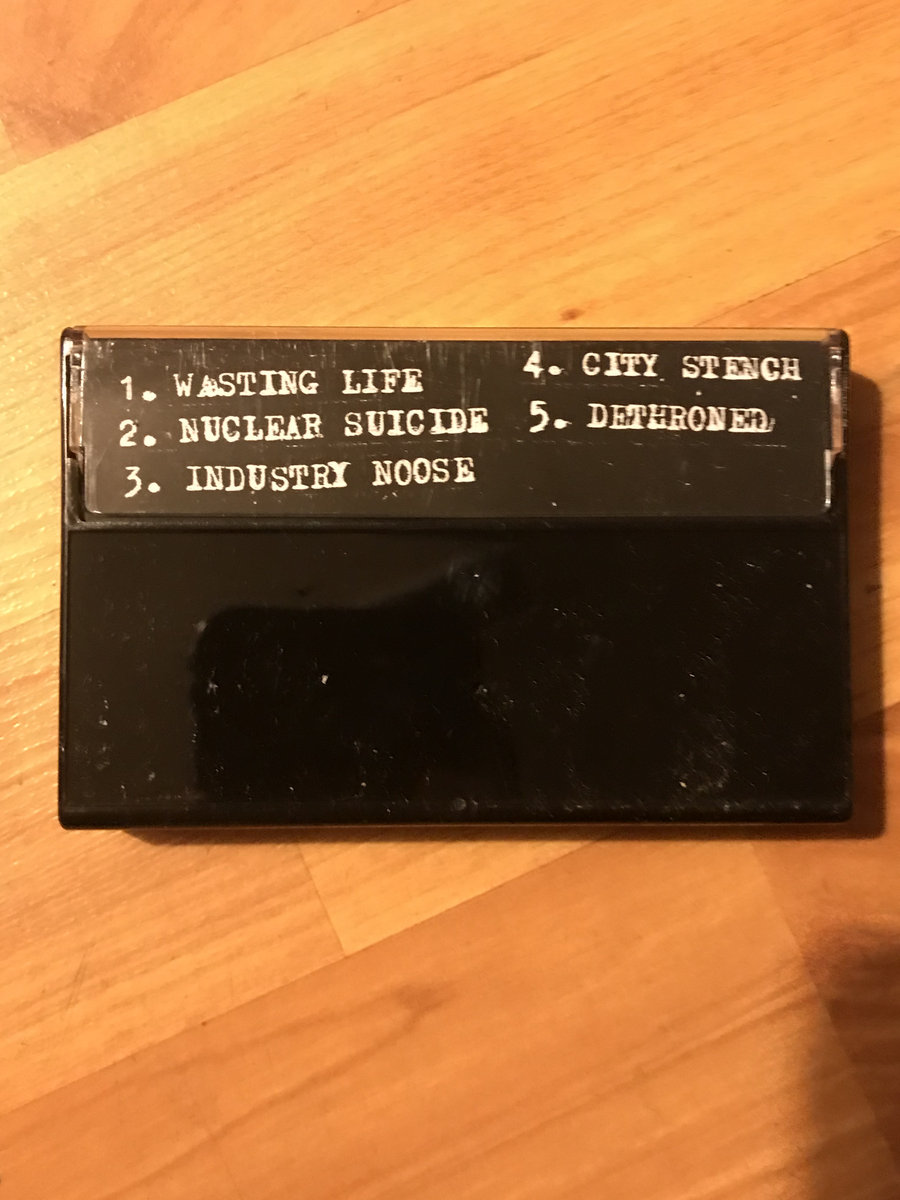 1. WASTING LIFE
2. NUCLEAR SUICIDE
3. INDUSTRY NOOSE
4. CITY STENCH
5. DETHRONED